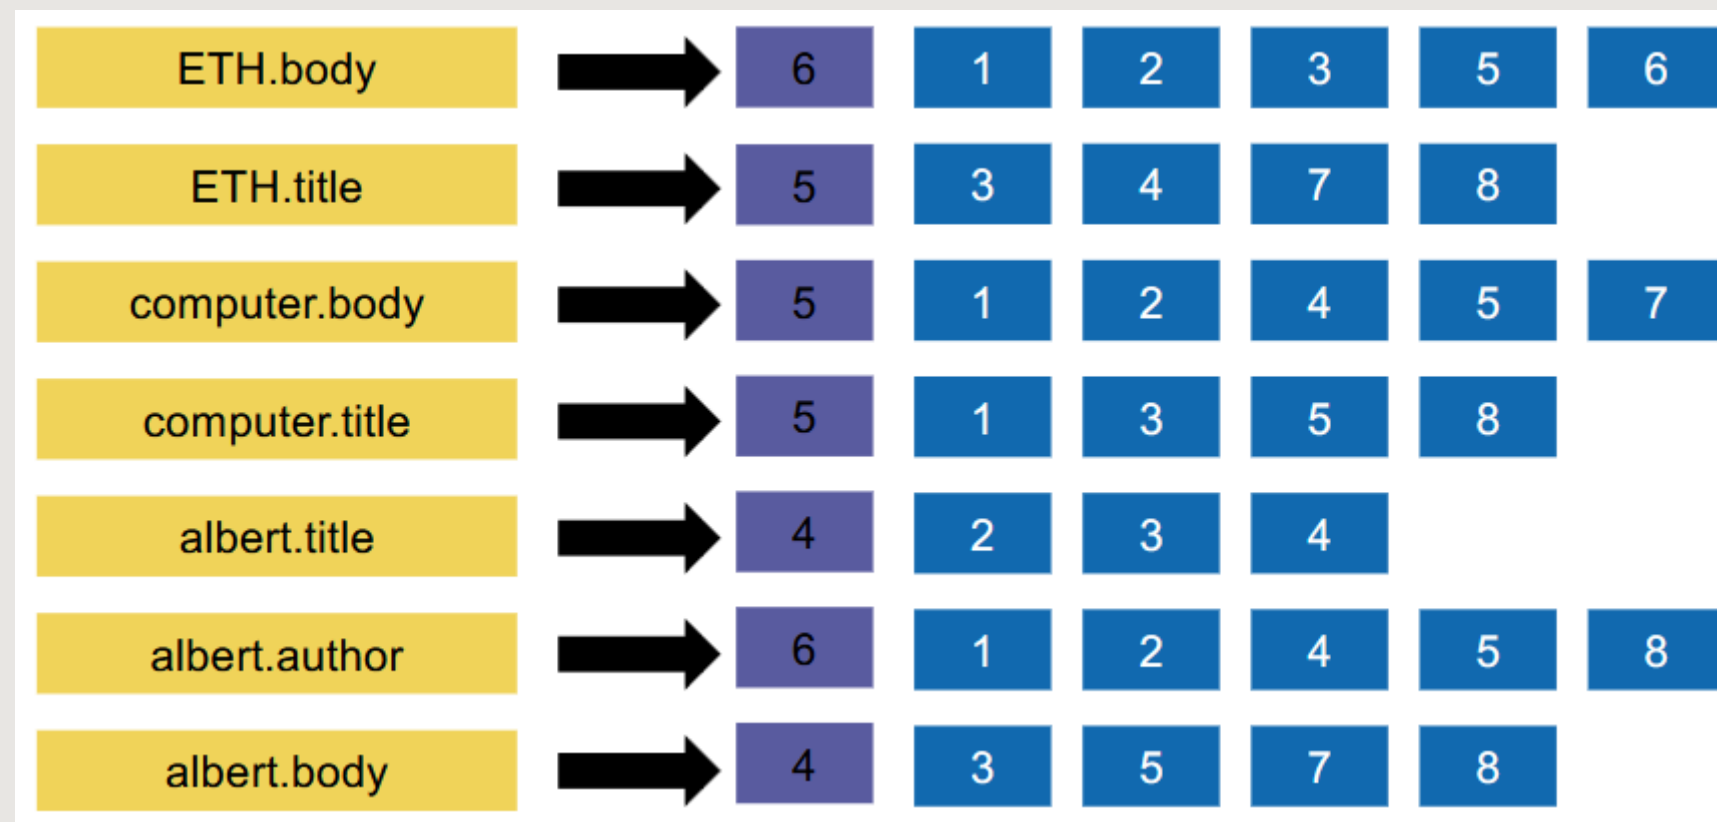 ETH.body 6 1 2 3 5 6
ETH.title 5 3 4 7 8
computer.body 5 1 2 4 5 7
computer.title 5 1 3 5 8
albert.title 4 2 3 4
albert.author 6 1 2 4 5 8
albert.body 4 3 5 7 8